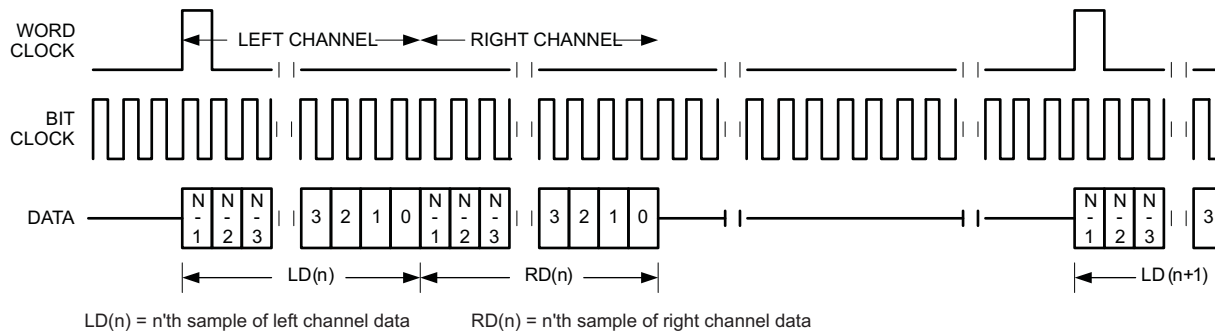 WORD
CLOCK
LEFT CHANNEL
RIGHT CHANNEL
BIT
CLOCK
DATA
N-1 N-2 N-3 3 2 1 0 N-1 N-2 N-3 3 2 1 0 N-1 N-2 N-3 3
LD(n) RD(n) LD (n+1)
LD(n) = n'th sample of left channel data RD(n) = n'th sample of right channel data